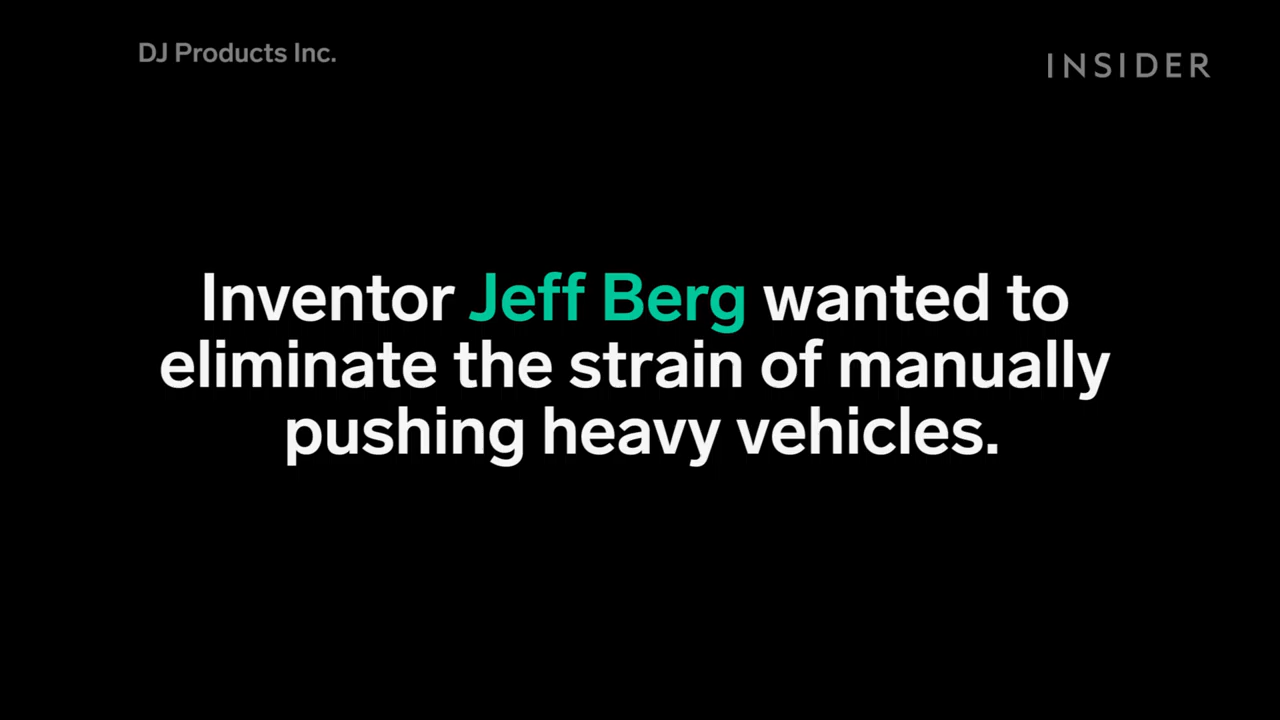 DJ Products Inc.
INSIDER
Inventor Jeff Berg wanted to
eliminate the strain of manually
pushing heavy vehicles.